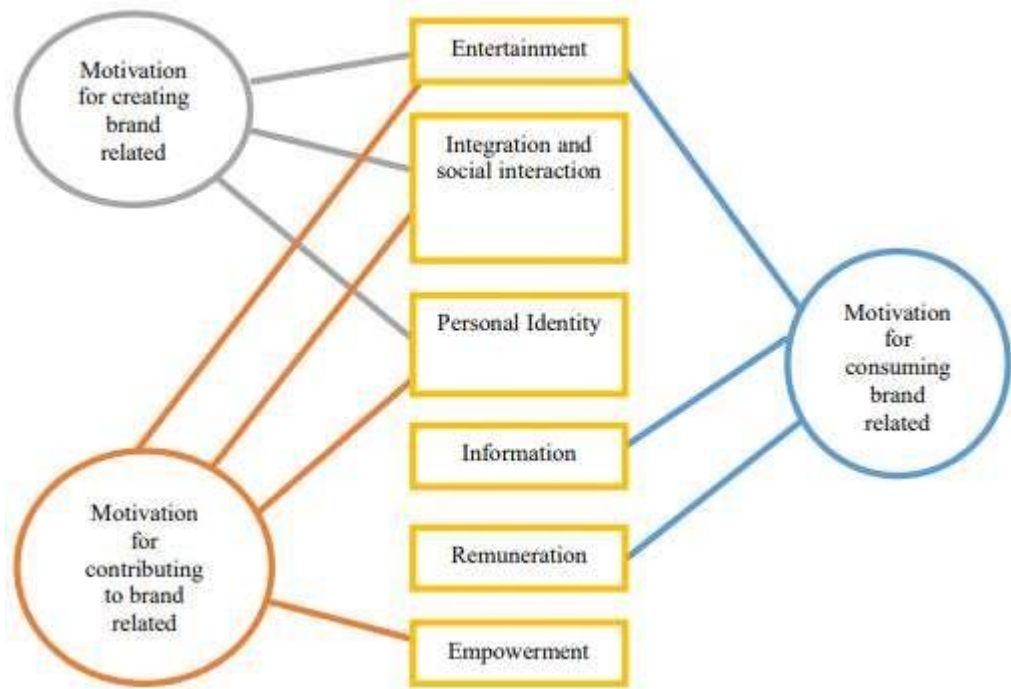 Motivation
for creating
brand
related
Entertainment
Integration and
social interaction
Personal Identity
Information
Remuneration
Empowerment
Motivation
for
contributing
to brand
related
Motivation
for
consuming
brand
related